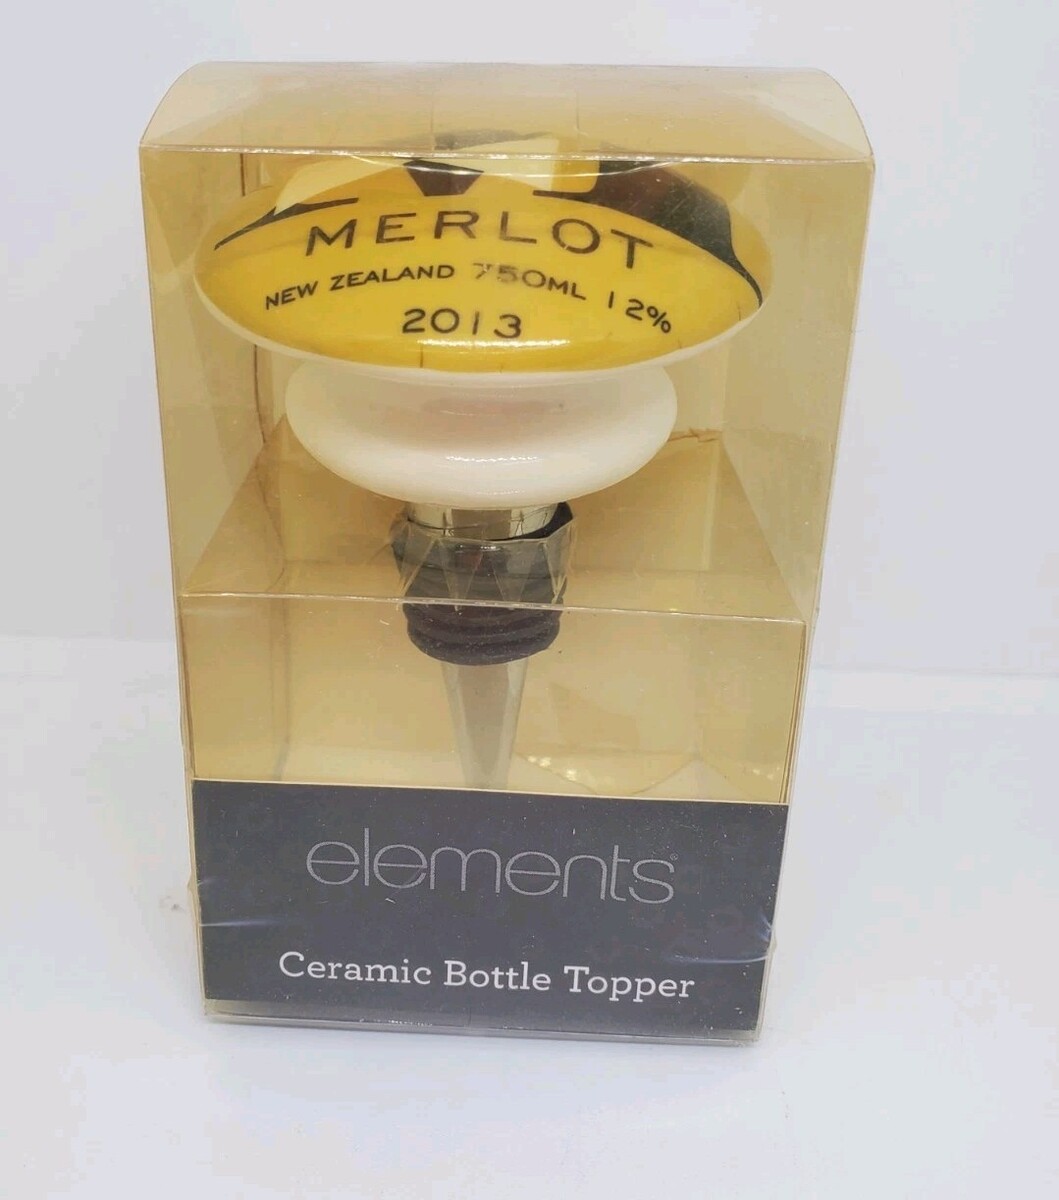 MERLOT
NEW ZEALAND 750ML 12%
2013
elements®
Ceramic Bottle Topper